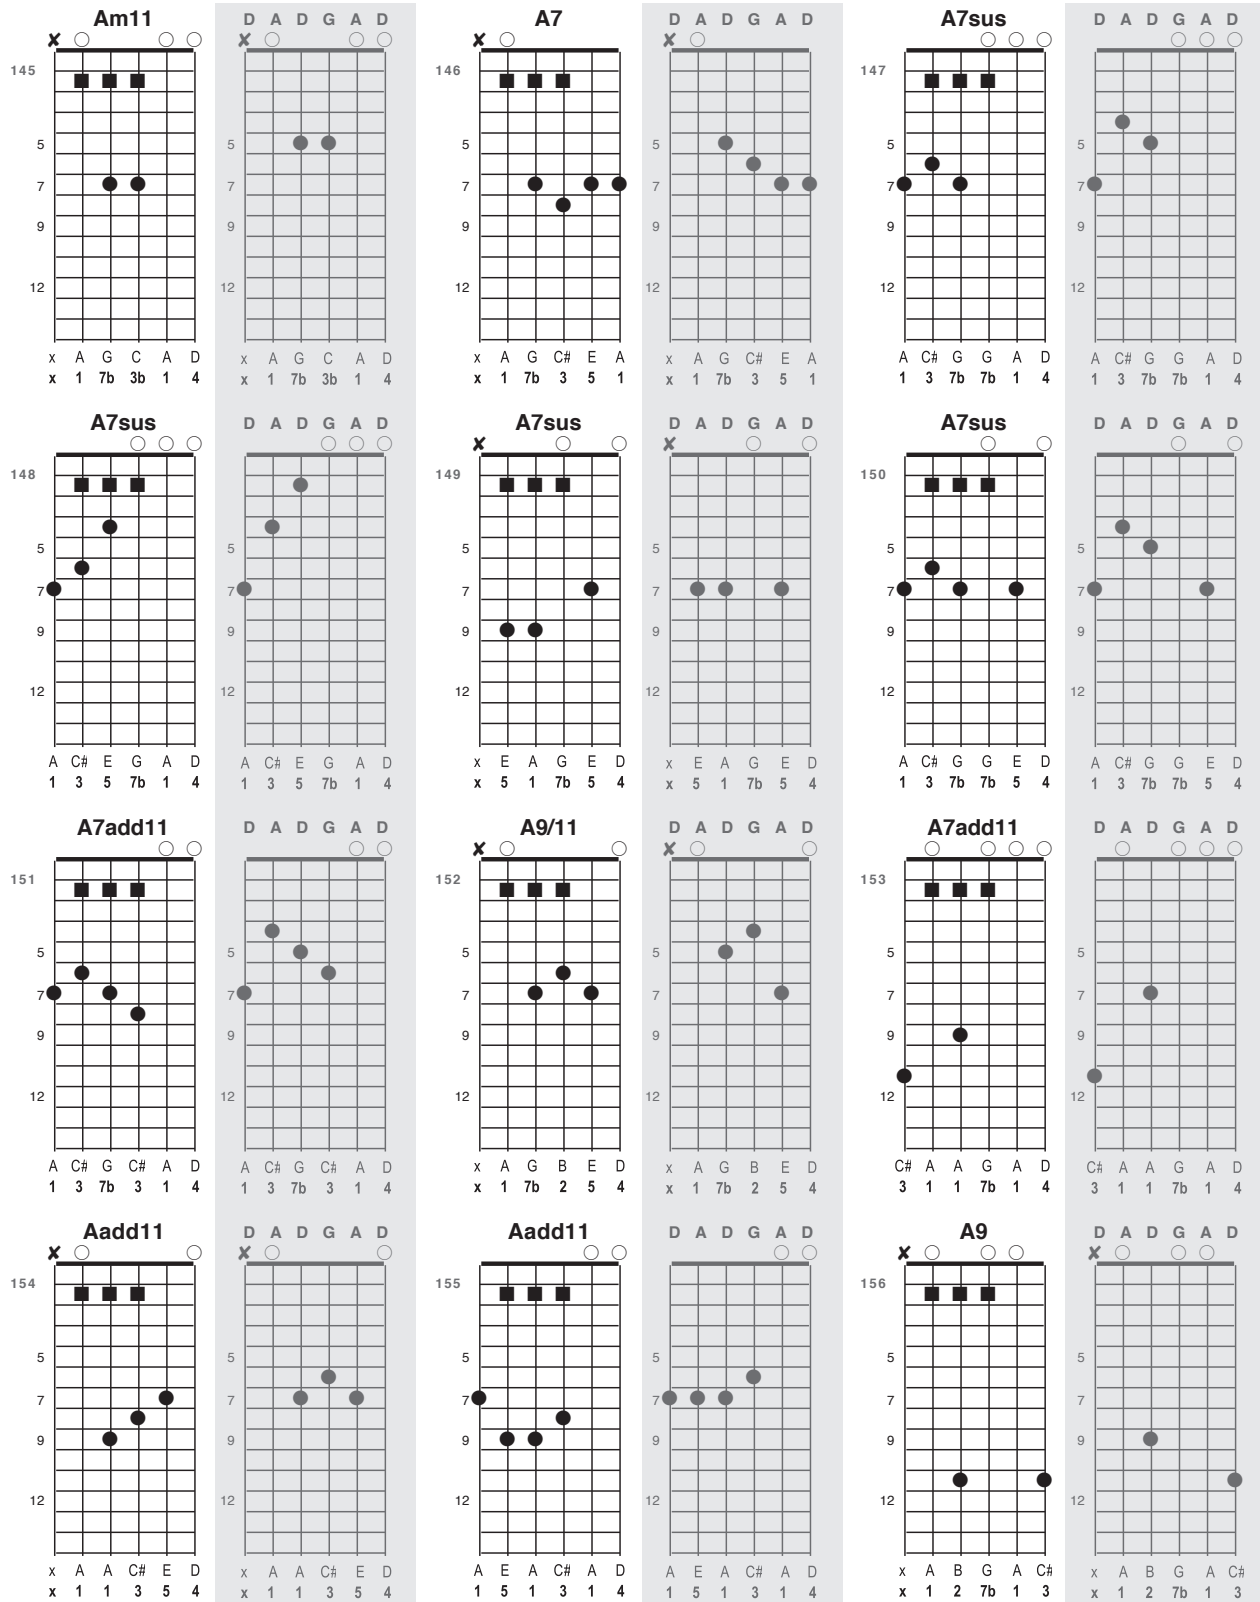 Am11 D A D G A D A7 D A D G A D A7sus D A D G A D
x x x x
145 146 147
5 5 5 5 5 5
7 7 7 7 7 7
9 9 9 9 9 9
12 12 12 12 12 12
x A G C A D x A G C A D x A G C# E A x A G C# E A A C# G G A D A C# G G A D
x 1 7b 3b 1 4 x 1 7b 3b 1 4 x 1 7b 3 5 1 x 1 7b 3 5 1 1 3 7b 7b 1 4 1 3 7b 7b 1 4
A7sus D A D G A D A7sus D A D G A D A7sus D A D G A D
x x
148 149 150
5 5 5 5 5 5
7 7 7 7 7 7
9 9 9 9 9 9
12 12 12 12 12 12
A C# E G A D A C# E G A D x E A G E D x E A G E D A C# G G E D A C# G G E D
1 3 5 7b 1 4 1 3 5 7b 1 4 x 5 1 7b 5 4 x 5 1 7b 5 4 1 3 7b 7b 5 4 1 3 7b 7b 5 4
A7add11 D A D G A D A9/11 D A D G A D A7add11 D A D G A D
x x
151 152 153
5 5 5 5 5 5
7 7 7 7 7 7
9 9 9 9 9 9
12 12 12 12 12 12
A C# G C# A D A C# G C# A D x A G B E D x A G B E D C# A A G A D C# A A G A D
1 3 7b 3 1 4 1 3 7b 3 1 4 x 1 7b 2 5 4 x 1 7b 2 5 4 3 1 1 7b 1 4 3 1 1 7b 1 4
Aadd11 D A D G A D Aadd11 D A D G A D A9 D A D G A D
x x x x
154 155 156
5 5 5 5 5 5
7 7 7 7 7 7
9 9 9 9 9 9
12 12 12 12 12 12
x A A C# E D x A A C# E D A E A C# A D A E A C# A D x A B G A C# x A B G A C#
x 1 1 3 5 4 x 1 1 3 5 4 1 5 1 3 1 4 1 5 1 3 1 4 x 1 2 7b 1 3 x 1 2 7b 1 3